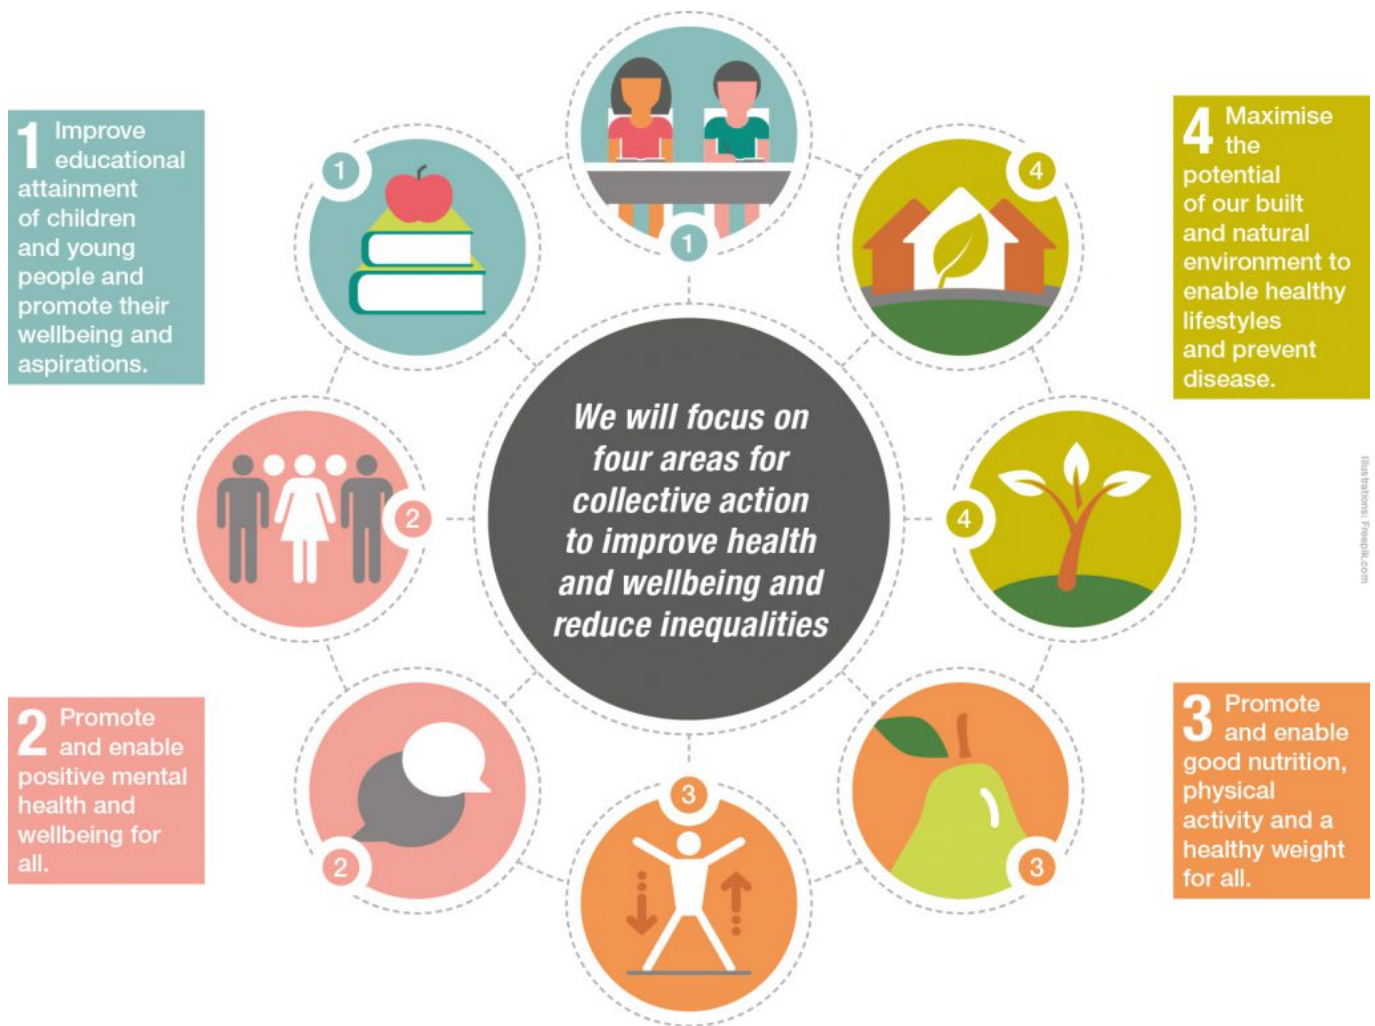 1 Improve
educational
attainment
of children
and young
people and
promote their
wellbeing and
aspirations.
1
1
4
4 Maximise
the
potential
of our built
and natural
environment to
enable healthy
lifestyles
and prevent
disease.
We will focus on
four areas for
collective action
to improve health
and wellbeing and
reduce inequalities
2
4
Illustrations: Freepik.com
2 Promote
and enable
positive mental
health and
wellbeing for
all.
2
3
3
3 Promote
and enable
good nutrition,
physical
activity and a
healthy weight
for all.